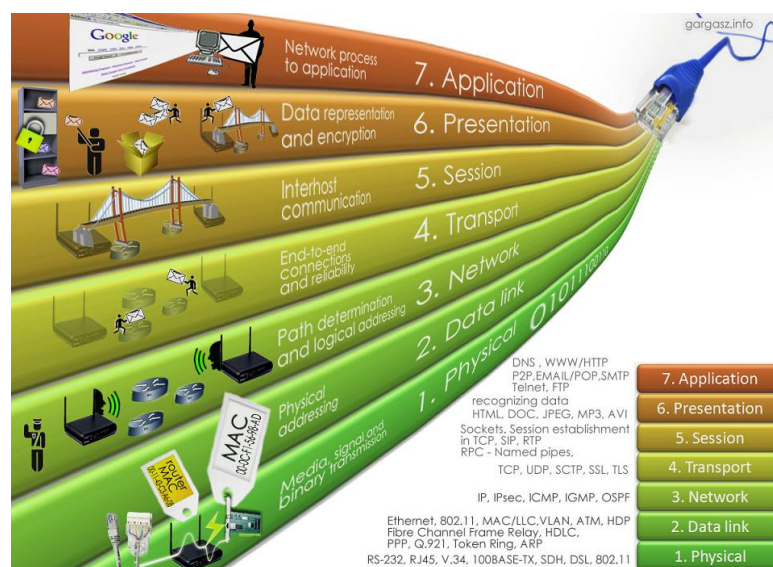 gargasz.info
Google
Network process
to application
7. Application
Data representation
and encryption
6. Presentation
Interhost
communication
5. Session
End-to-end
connections
and reliability
4. Transport
Path determination
and logical addressing
3. Network
Physical
addressing
2. Data link
Media, signal and
binary transmission
1. Physical
MAC
router
MAC
DNS , WWW/HTTP
P2P,EMAIL/POP,SMTP
Telnet, FTP
7. Application
recognizing data
HTML, DOC, JPEG, MP3, AVI
6. Presentation
Sockets, Session establishment
in TCP, SIP, RTP
RPC - Named pipes,
5. Session
TCP, UDP, SCTP, SSL, TLS
4. Transport
IP, IPsec, ICMP, IGMP, OSPF
3. Network
Ethernet, 802.11, MAC/LLC,VLAN, ATM, HDP
Fibre Channel Frame Relay, HDLC,
PPP, Q.921, Token Ring, ARP
2. Data link
RS-232, RJ45, V.34, 100BASE-TX, SDH, DSL, 802.11
1. Physical